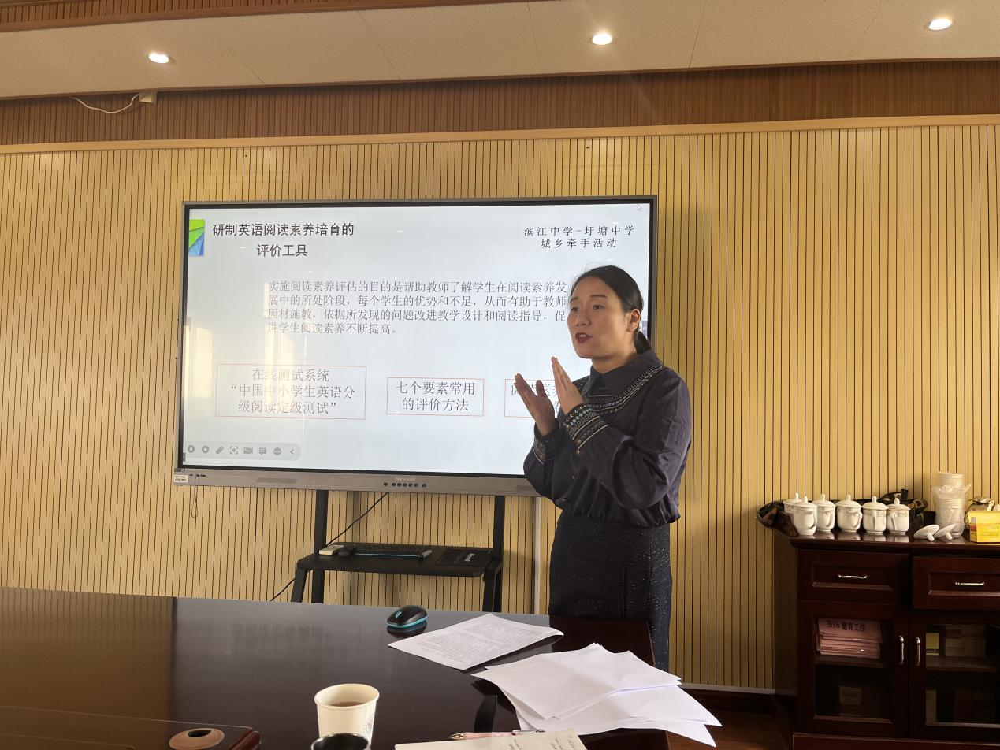 研制英语阅读素养培育的
评价工具
滨江中学-圩塘中学
城乡牵手活动
实施阅读素养评估的目的是帮助教师了解学生在阅读素养发
展中的所处阶段，每个学生的优势和不足，从而有助于教师
因材施教，依据所发现的问题改进教学设计和阅读指导，促
进学生阅读素养不断提高。
在线测试系统
“中国中小学生英语分
级阅读定级测试”
七个要素常用
的评价方法
阅读素
B16 德育工作